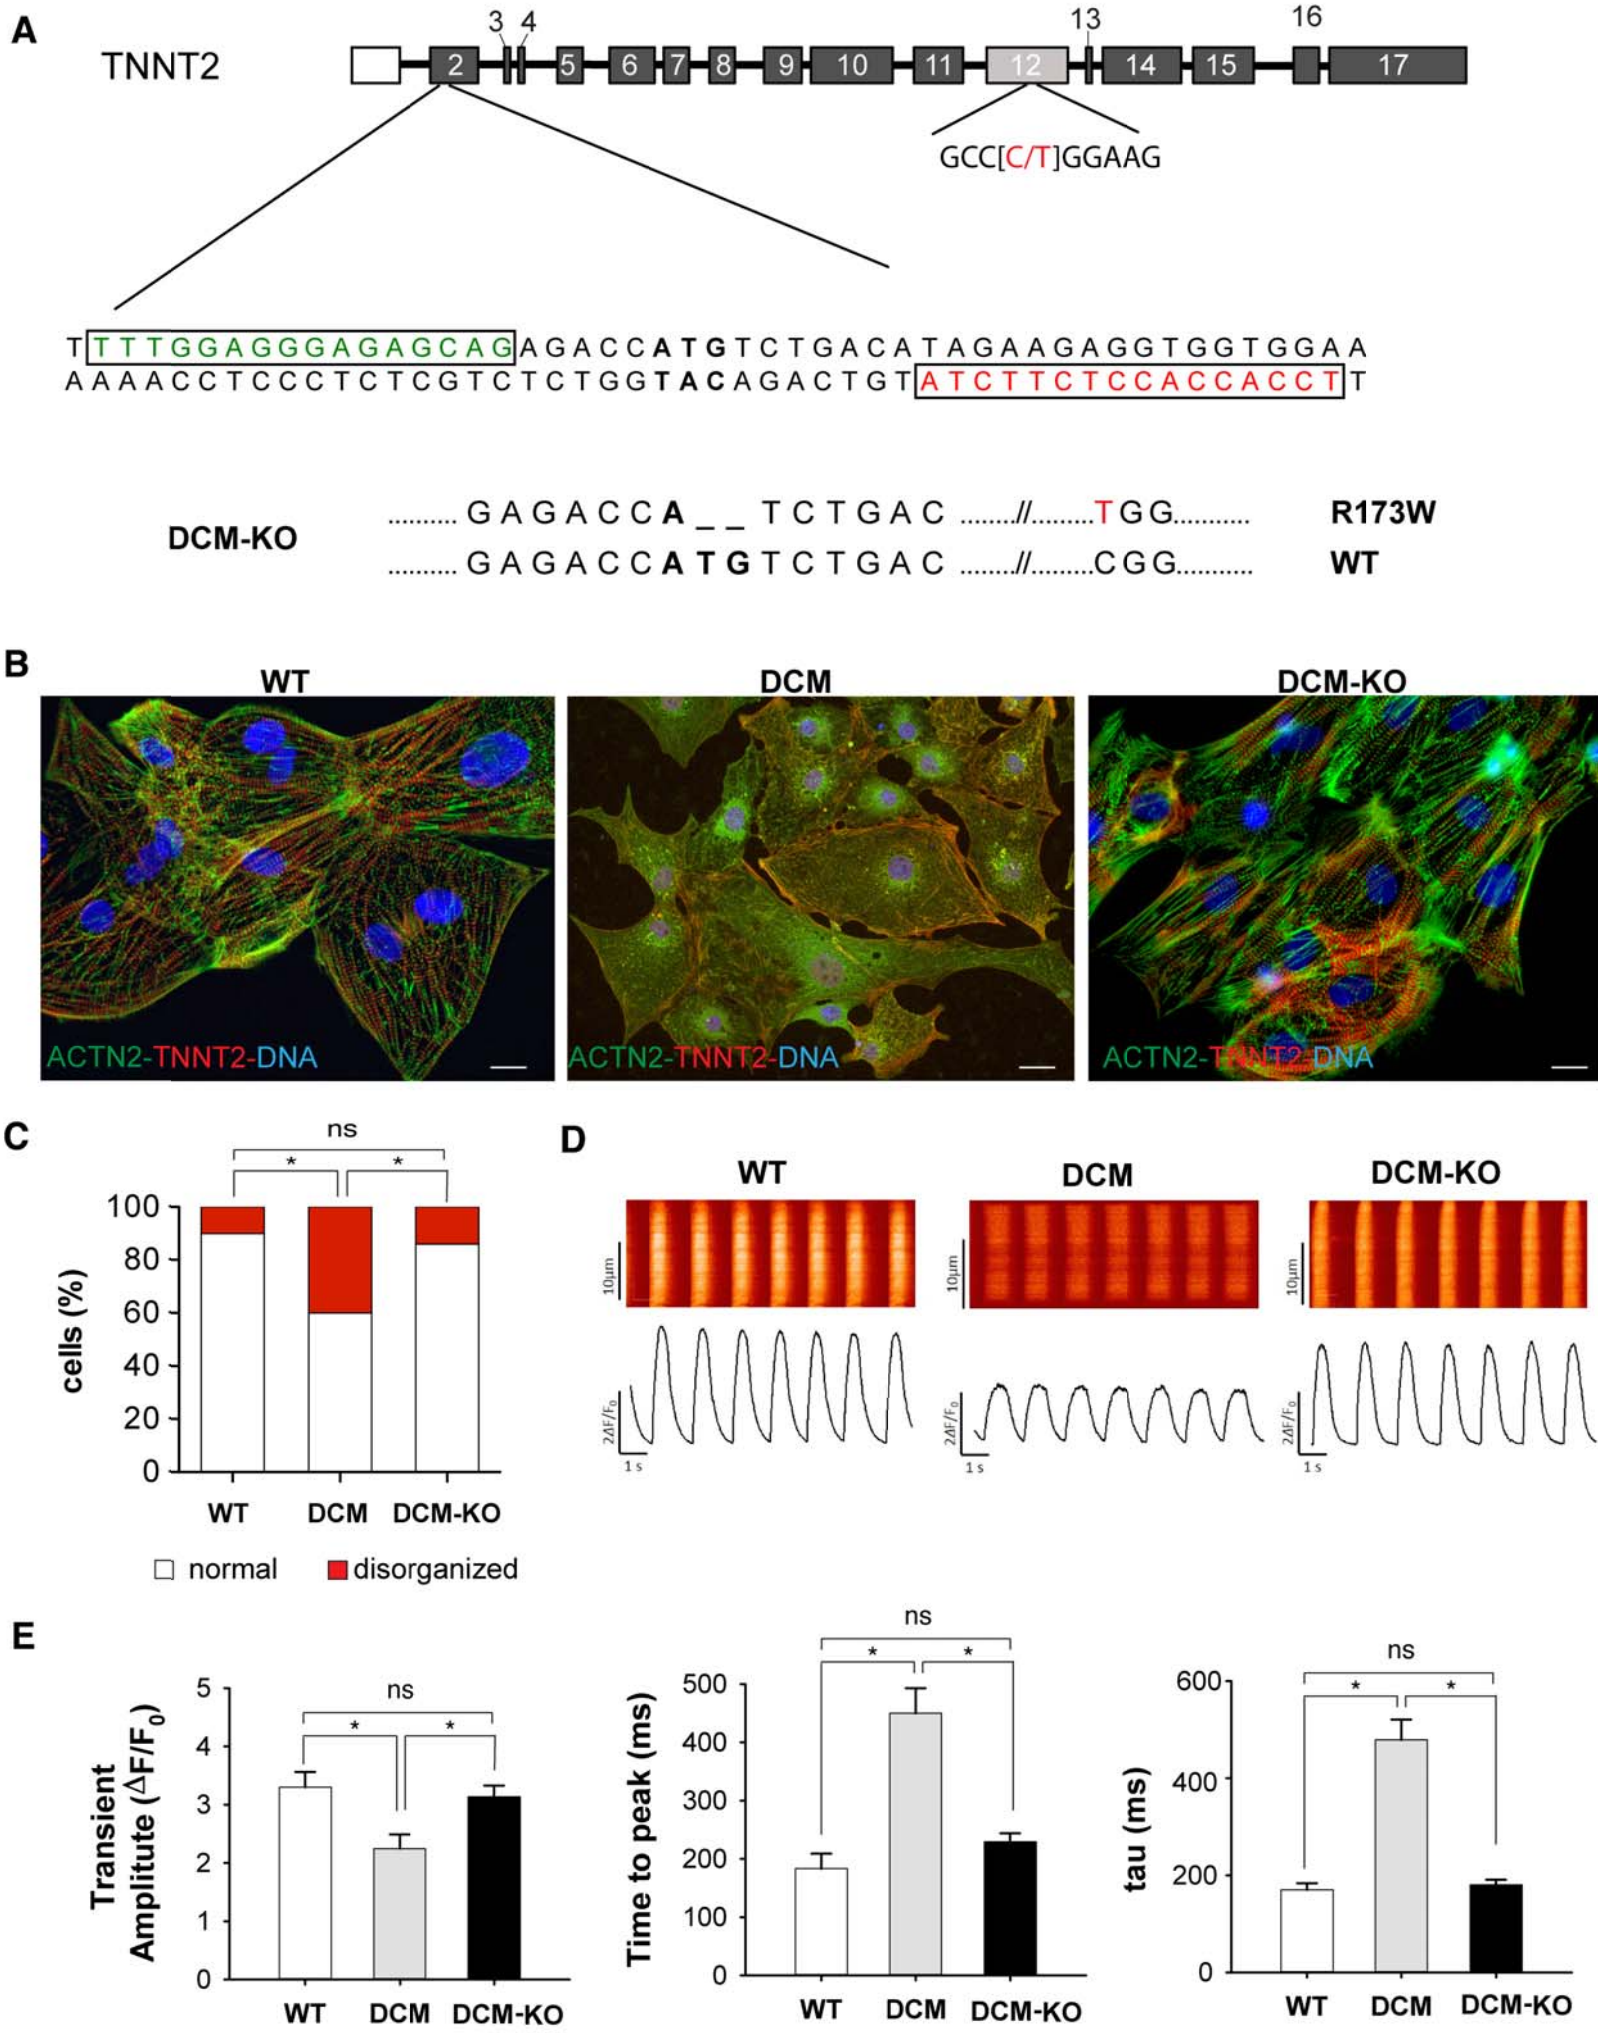 A
TNNT2
3 4 13 16
2 5 6 7 8 9 10 11 12 14 15 17
GCC[C/T]GGAAG
T T T T G G A G G G A G A G C A G A G A C C A T G T C T G A C A T A G A A G A G G T G G T G G A A
A A A A C C T C C C T C T C G T C T C T G G T A C A G A C T G T A T C T T C T C C A C C A C C T T
DCM-KO
.......... G A G A C C A _ _ T C T G A C ........//.........T G G........... R173W
.......... G A G A C C A T G T C T G A C ........//.........C G G........... WT
B
WT DCM DCM-KO
ACTN2-TNNT2-DNA ACTN2-TNNT2-DNA ACTN2-TNNT2-DNA
C
ns
* *
cells (%)
100
80
60
40
20
0
WT DCM DCM-KO
normal disorganized
D
WT DCM DCM-KO
10µm 10µm 10µm
2ΔF/F0 2ΔF/F0 2ΔF/F0
1 s 1 s 1 s
E
Transient
Amplitute (ΔF/F0)
5
4
3
2
1
0
ns
* *
WT DCM DCM-KO
Time to peak (ms)
500
400
300
200
100
0
ns
* *
WT DCM DCM-KO
tau (ms)
600
400
200
0
ns
* *
WT DCM DCM-KO